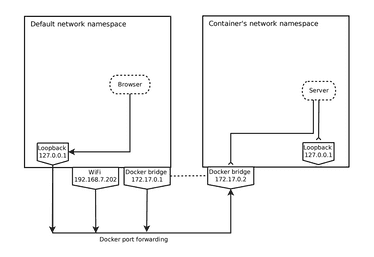 Default network namespace
Container's network namespace
Browser
Server
Loopback
127.0.0.1
Loopback
127.0.0.1
WiFi
192.168.7.202
Docker bridge
172.17.0.1
Docker bridge
172.17.0.2
Docker port forwarding